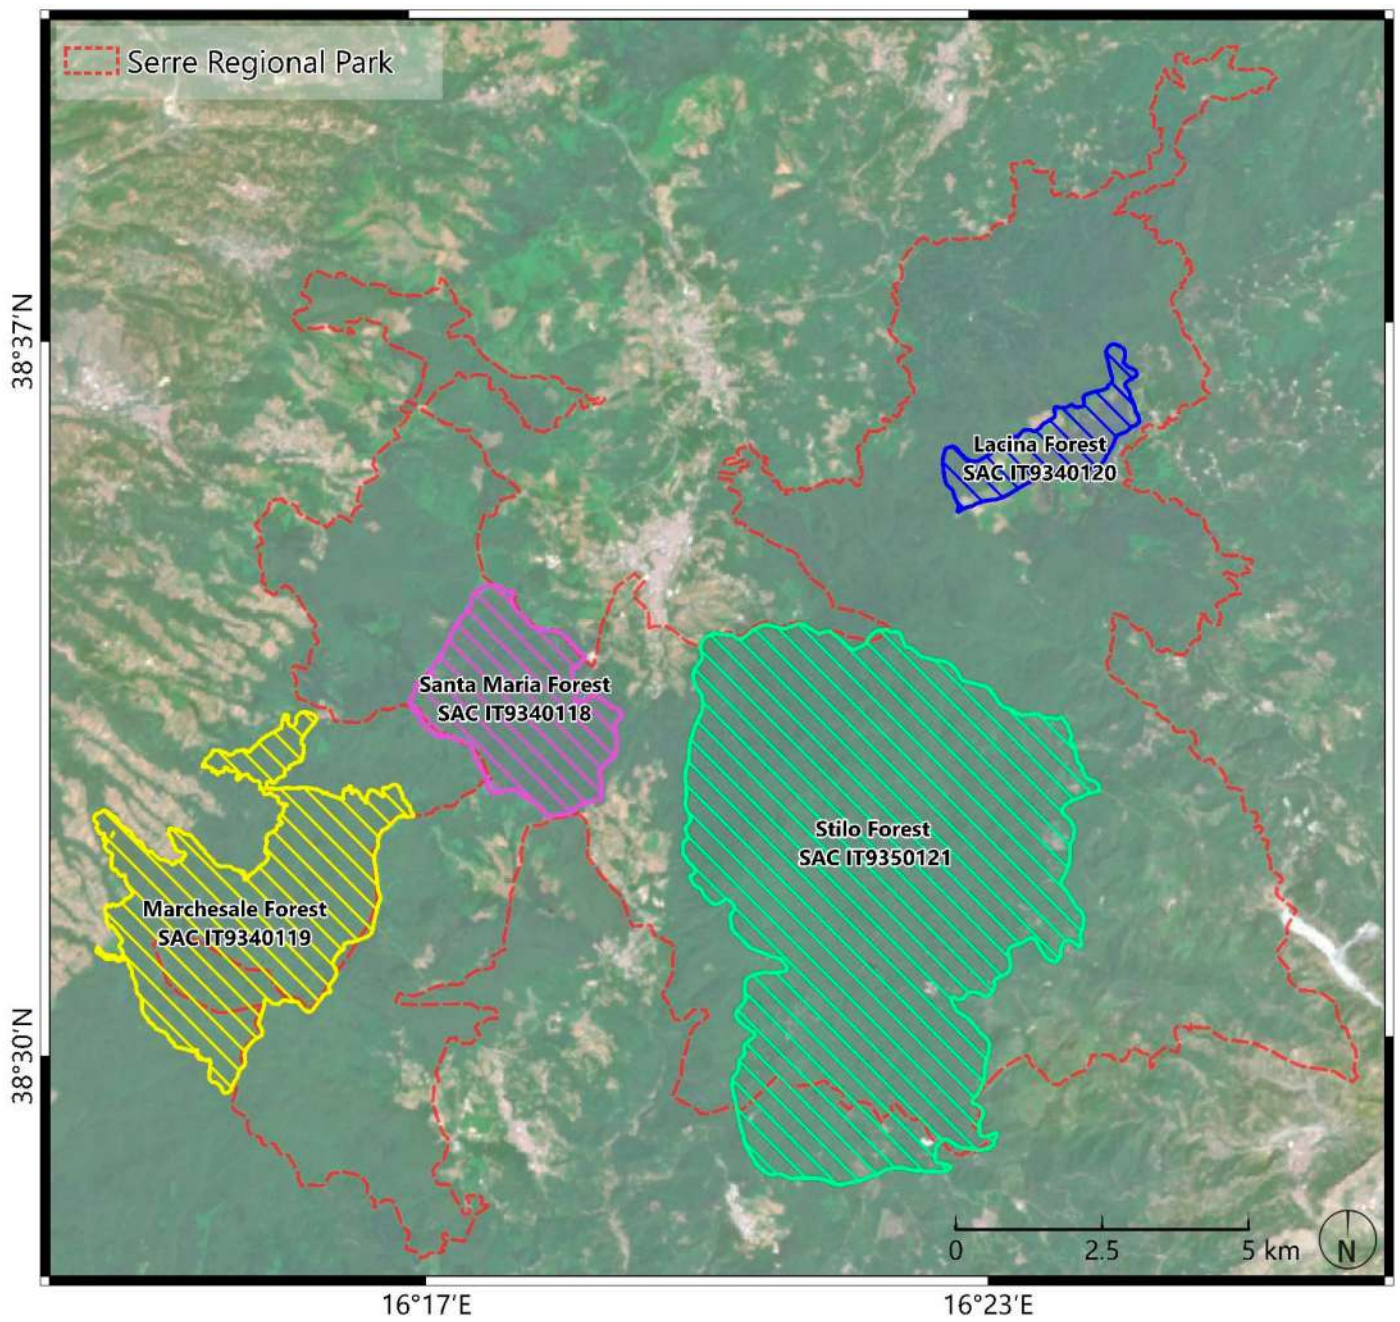 Serre Regional Park
38°37'N
Lacina Forest
SAC IT9340120
Santa Maria Forest
SAC IT9340118
Stilo Forest
SAC IT9350121
Marchesale Forest
SAC IT9340119
38°30'N
0 2.5 5 km
N
16°17'E 16°23'E